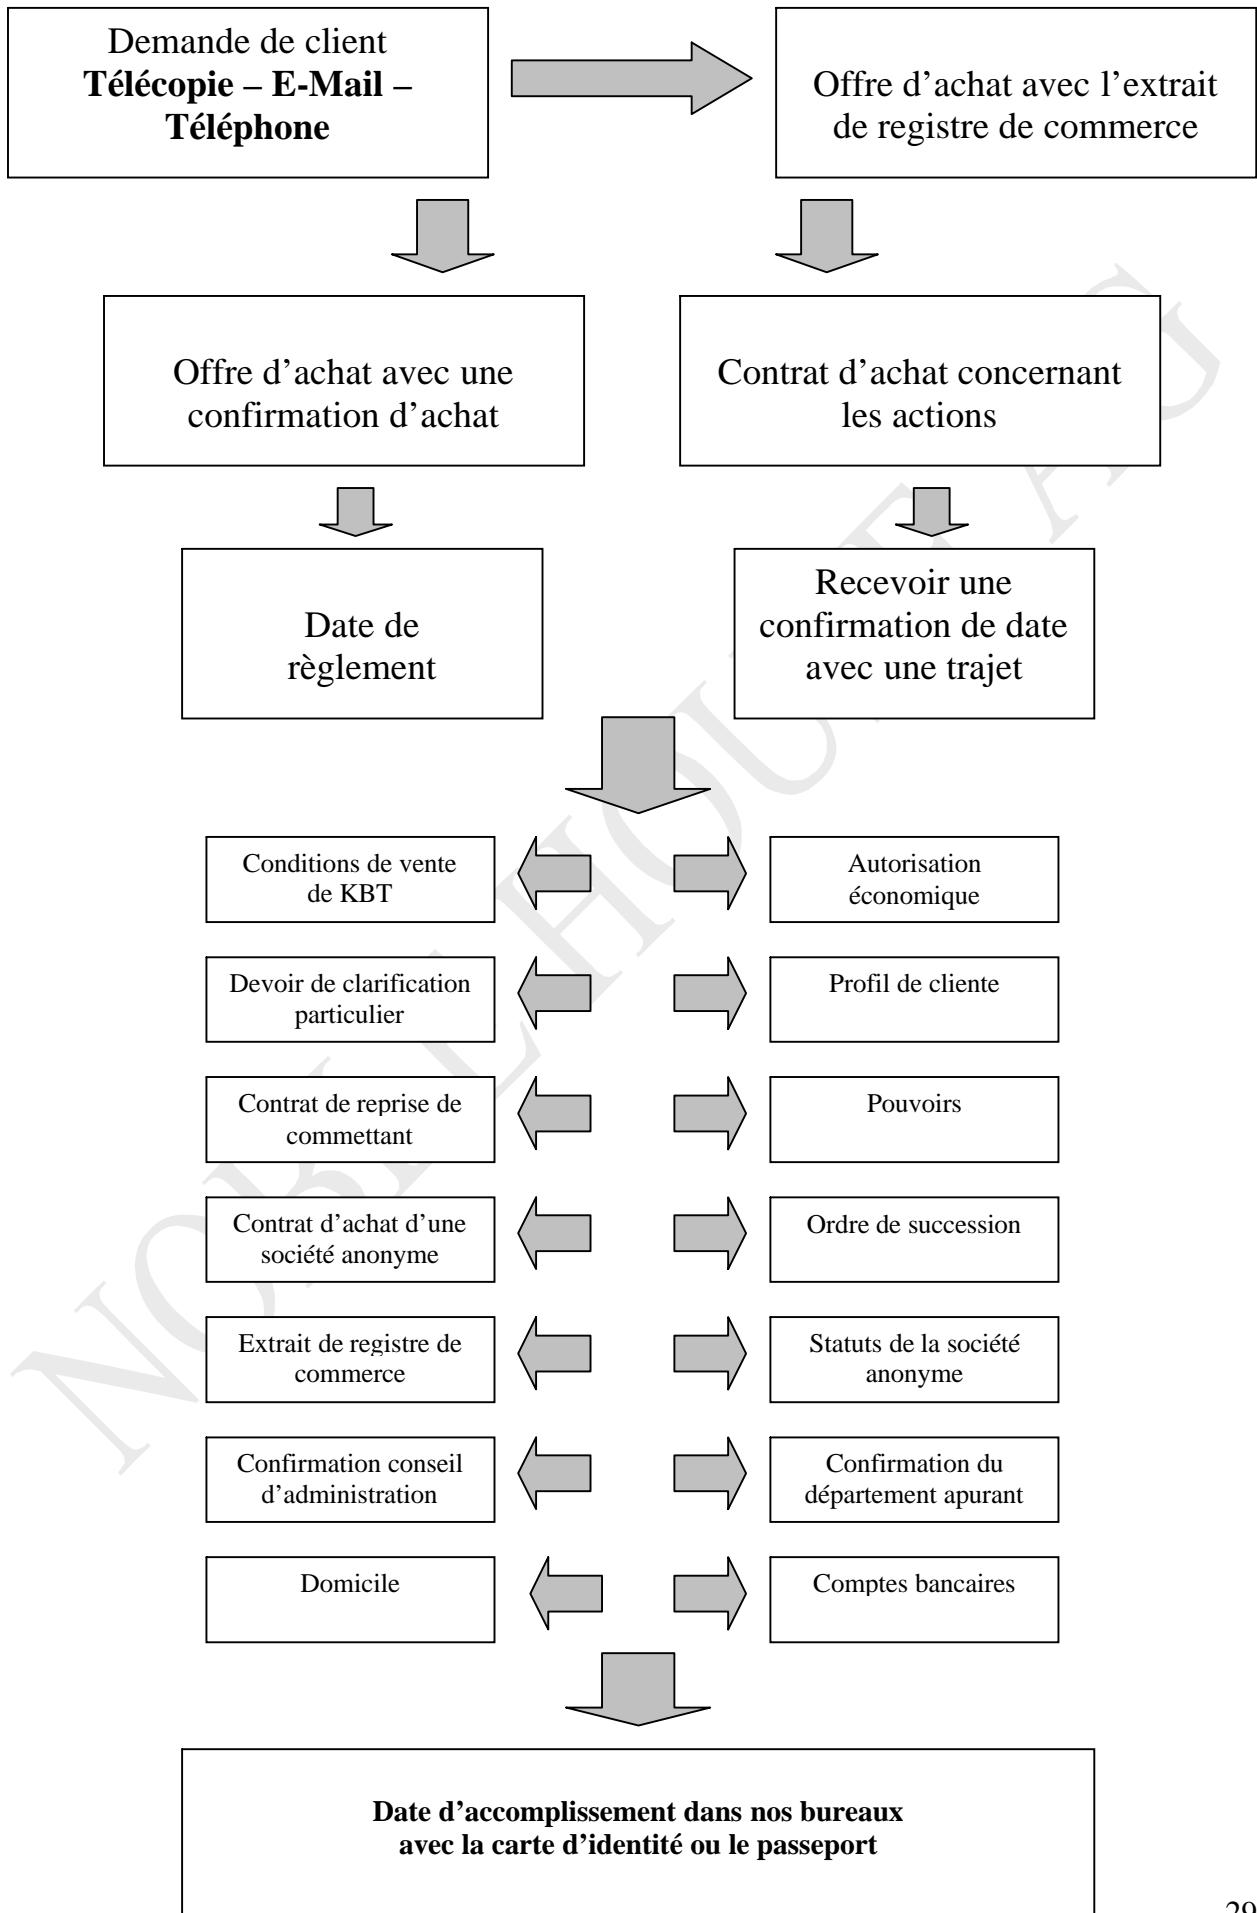 Demande de client
Télécopie – E-Mail –
Téléphone
Offre d’achat avec l’extrait
de registre de commerce
Offre d’achat avec une
confirmation d’achat
Contrat d’achat concernant
les actions
Date de
règlement
Recevoir une
confirmation de date
avec une trajet
Conditions de vente
de KBT
Autorisation
économique
Devoir de clarification
particulier
Profil de cliente
Contrat de reprise de
commettant
Pouvoirs
Contrat d’achat d’une
société anonyme
Ordre de succession
Extrait de registre de
commerce
Statuts de la société
anonyme
Confirmation conseil
d’administration
Confirmation du
département apurant
Domicile
Comptes bancaires
Date d’accomplissement dans nos bureaux
avec la carte d’identité ou le passeport
29